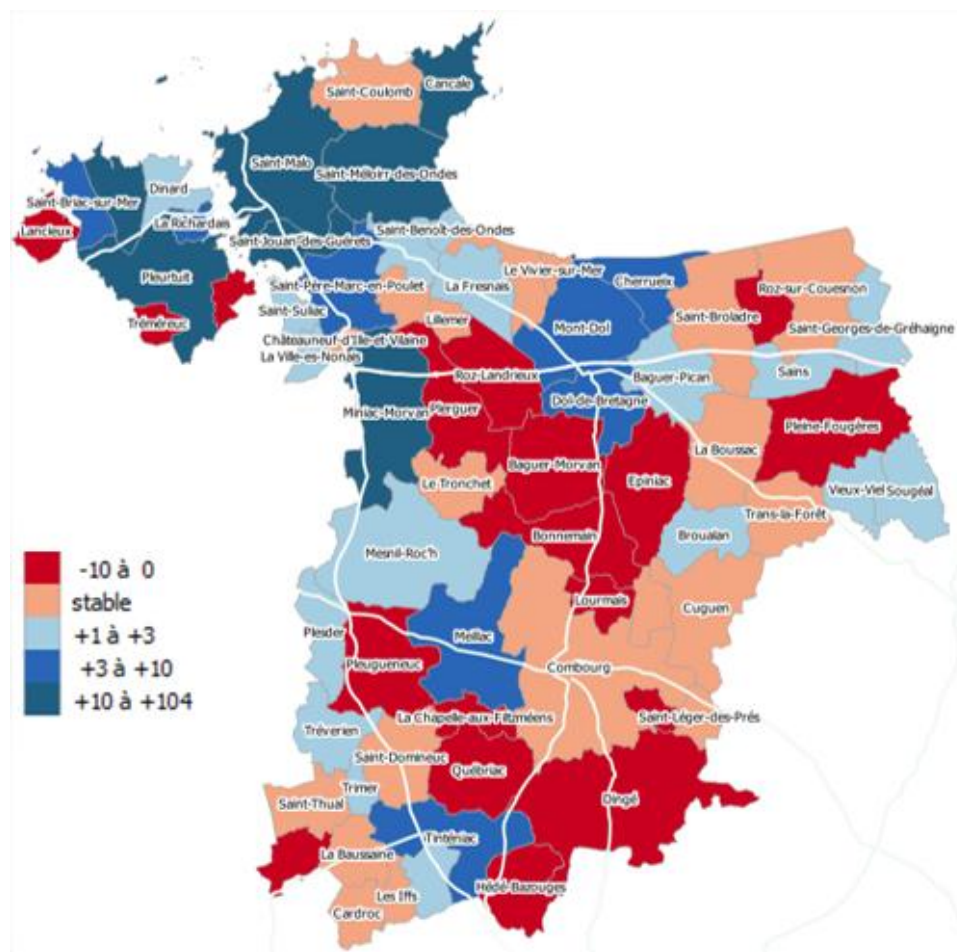 Cancale
Saint-Coulomb
Saint-Malo
Saint-Méloirr-des-Ondes
Dinard
Saint-Briac-sur-Mer
La Richardais
Lancieux
Saint-Benoît-des-Ondes
Saint-Jouan-des-Guérets
Pleurtuit
Le Vivier-sur-Mer
Saint-Père-Marc-en-Poulet
La Fresnais
Cherrueix
Roz-sur-Couesnon
Saint-Suliac
Tréméreuc
Lillemer
Saint-Broladre
Mont-Dol
Saint-Georges-de-Gréhaigne
Châteauneuf-d'Ille-et-Vilaine
La Ville-es-Nonais
Roz-Landrieux
Baguer-Pican
Sains
Dol-de-Bretagne
Plerguer
Miniac-Morvan
Pleine-Fougères
La Boussac
Baguer-Morvan
Le Tronchet
Epiniac
Vieux-Viel
Sougéal
Trans-la-Forêt
Bonnemain
Broualan
Mesnil-Roc'h
Lourmais
Cuguen
Plesder
Meillac
Pleugueneuc
Combourg
La Chapelle-aux-Filtzméens
Saint-Léger-des-Prés
Tréverien
Saint-Domineuc
Québriac
Trimer
Saint-Thual
Dingé
Tinténiac
La Baussaine
Hédé-Bazouges
Les Iffs
Cardroc
-10 à 0
stable
+1 à +3
+3 à +10
+10 à +104